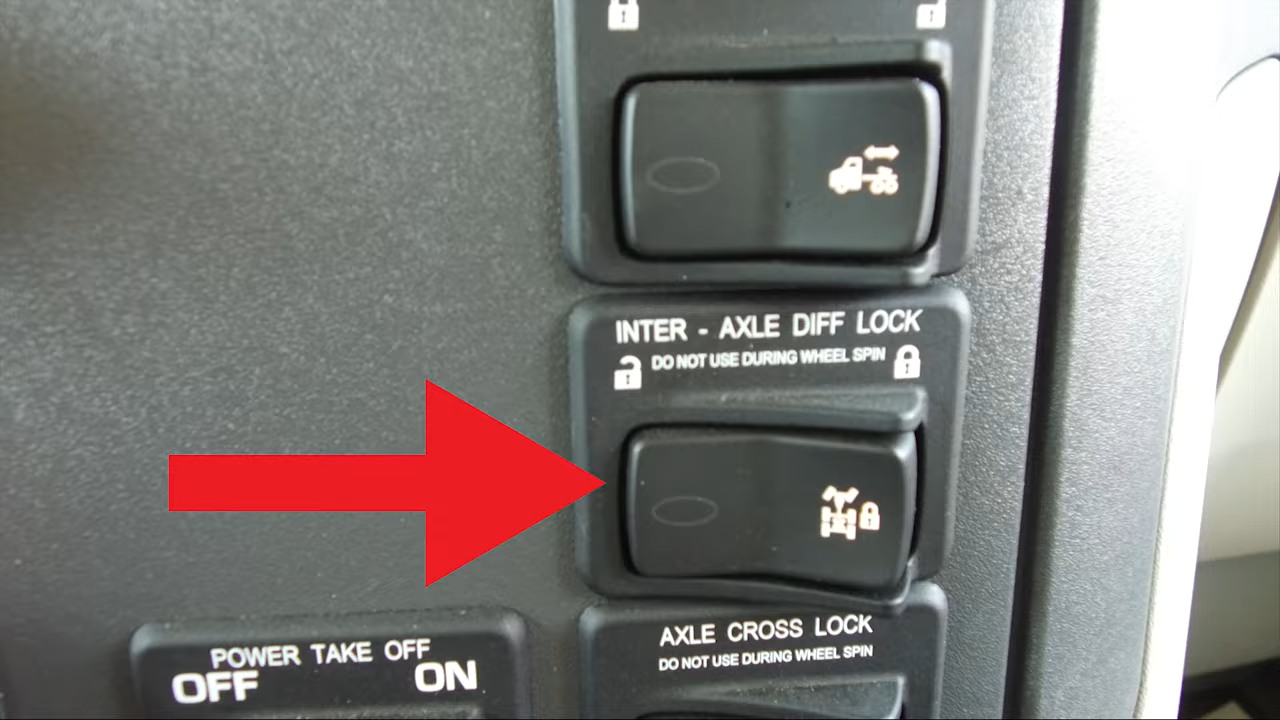 INTER - AXLE DIFF LOCK
DO NOT USE DURING WHEEL SPIN
AXLE CROSS LOCK
DO NOT USE DURING WHEEL SPIN
POWER TAKE OFF
OFF ON